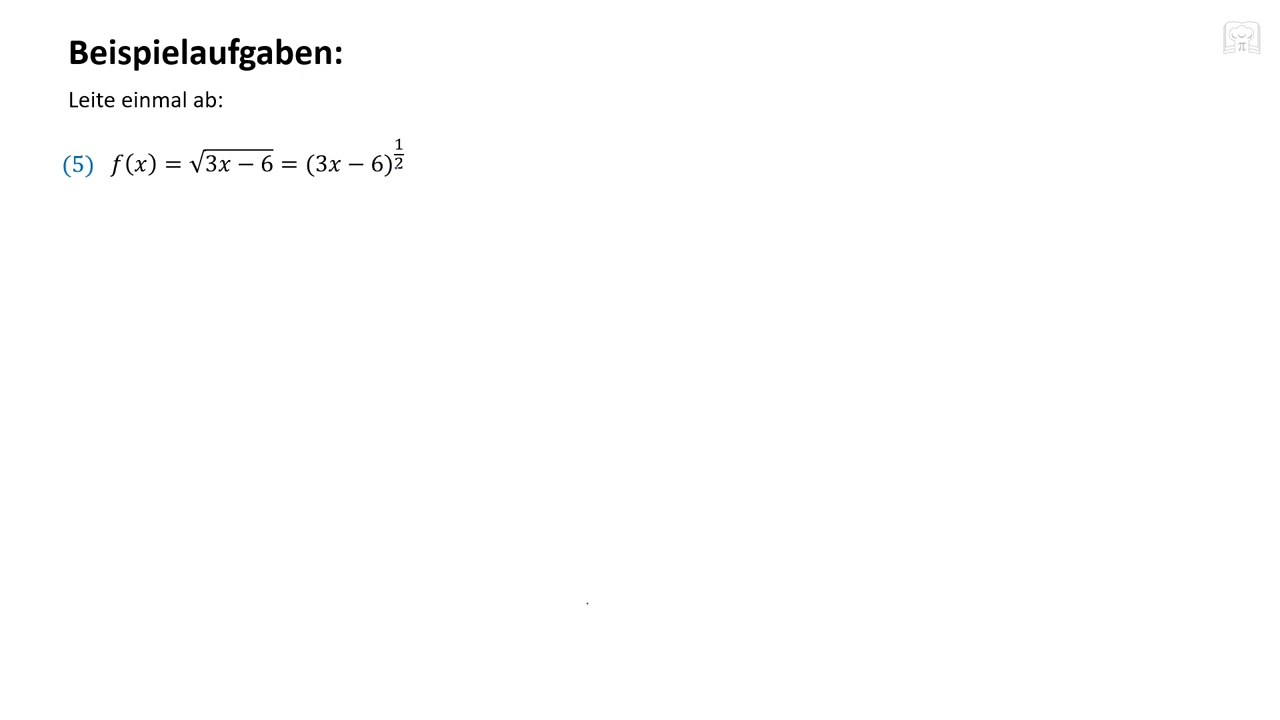 Beispielaufgaben:
Leite einmal ab:
(5) f(x) = √(3x − 6) = (3x − 6)^(1/2)
π